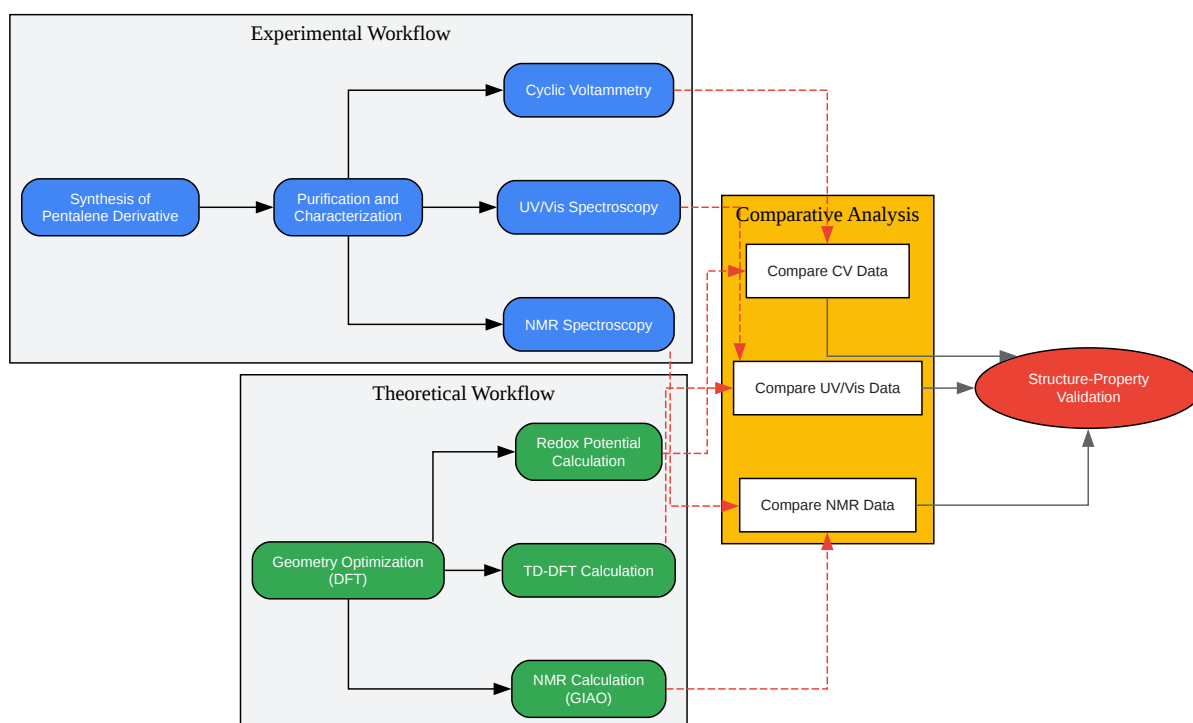 Experimental Workflow
Cyclic Voltammetry
Synthesis of
Pentalene Derivative
Purification and
Characterization
UV/Vis Spectroscopy
NMR Spectroscopy
Comparative Analysis
Compare CV Data
Compare UV/Vis Data
Compare NMR Data
Structure-Property
Validation
Theoretical Workflow
Redox Potential
Calculation
Geometry Optimization
(DFT)
TD-DFT Calculation
NMR Calculation
(GIAO)